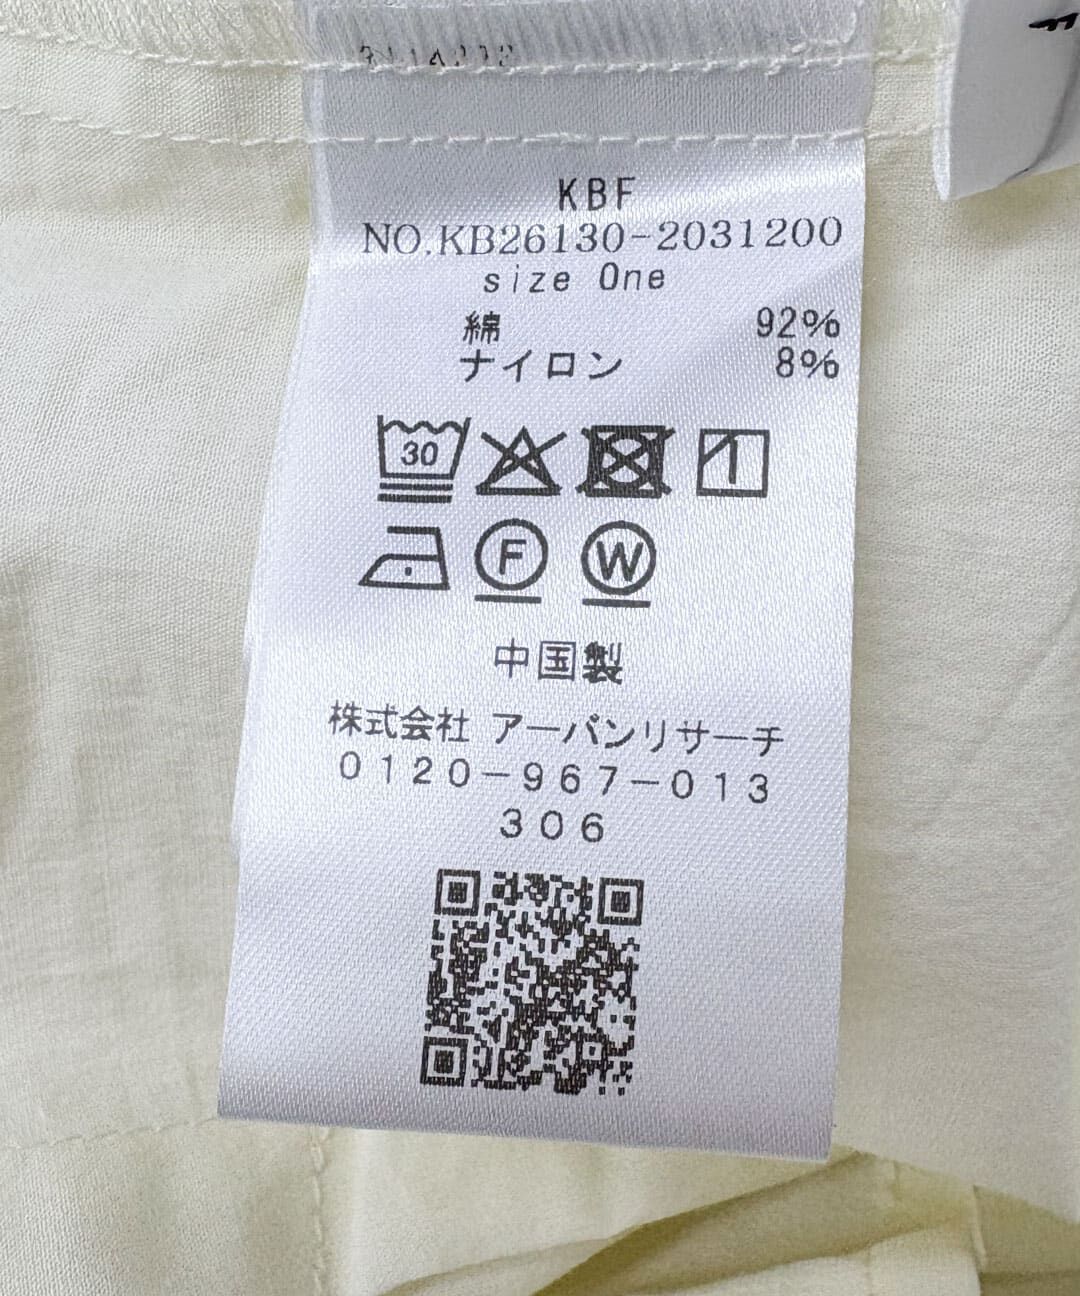 KBF
NO.KB26130-2031200
size One
綿 92%
ナイロン 8%
30
F W
中国製
株式会社 アーバンリサーチ
0120-967-013
306